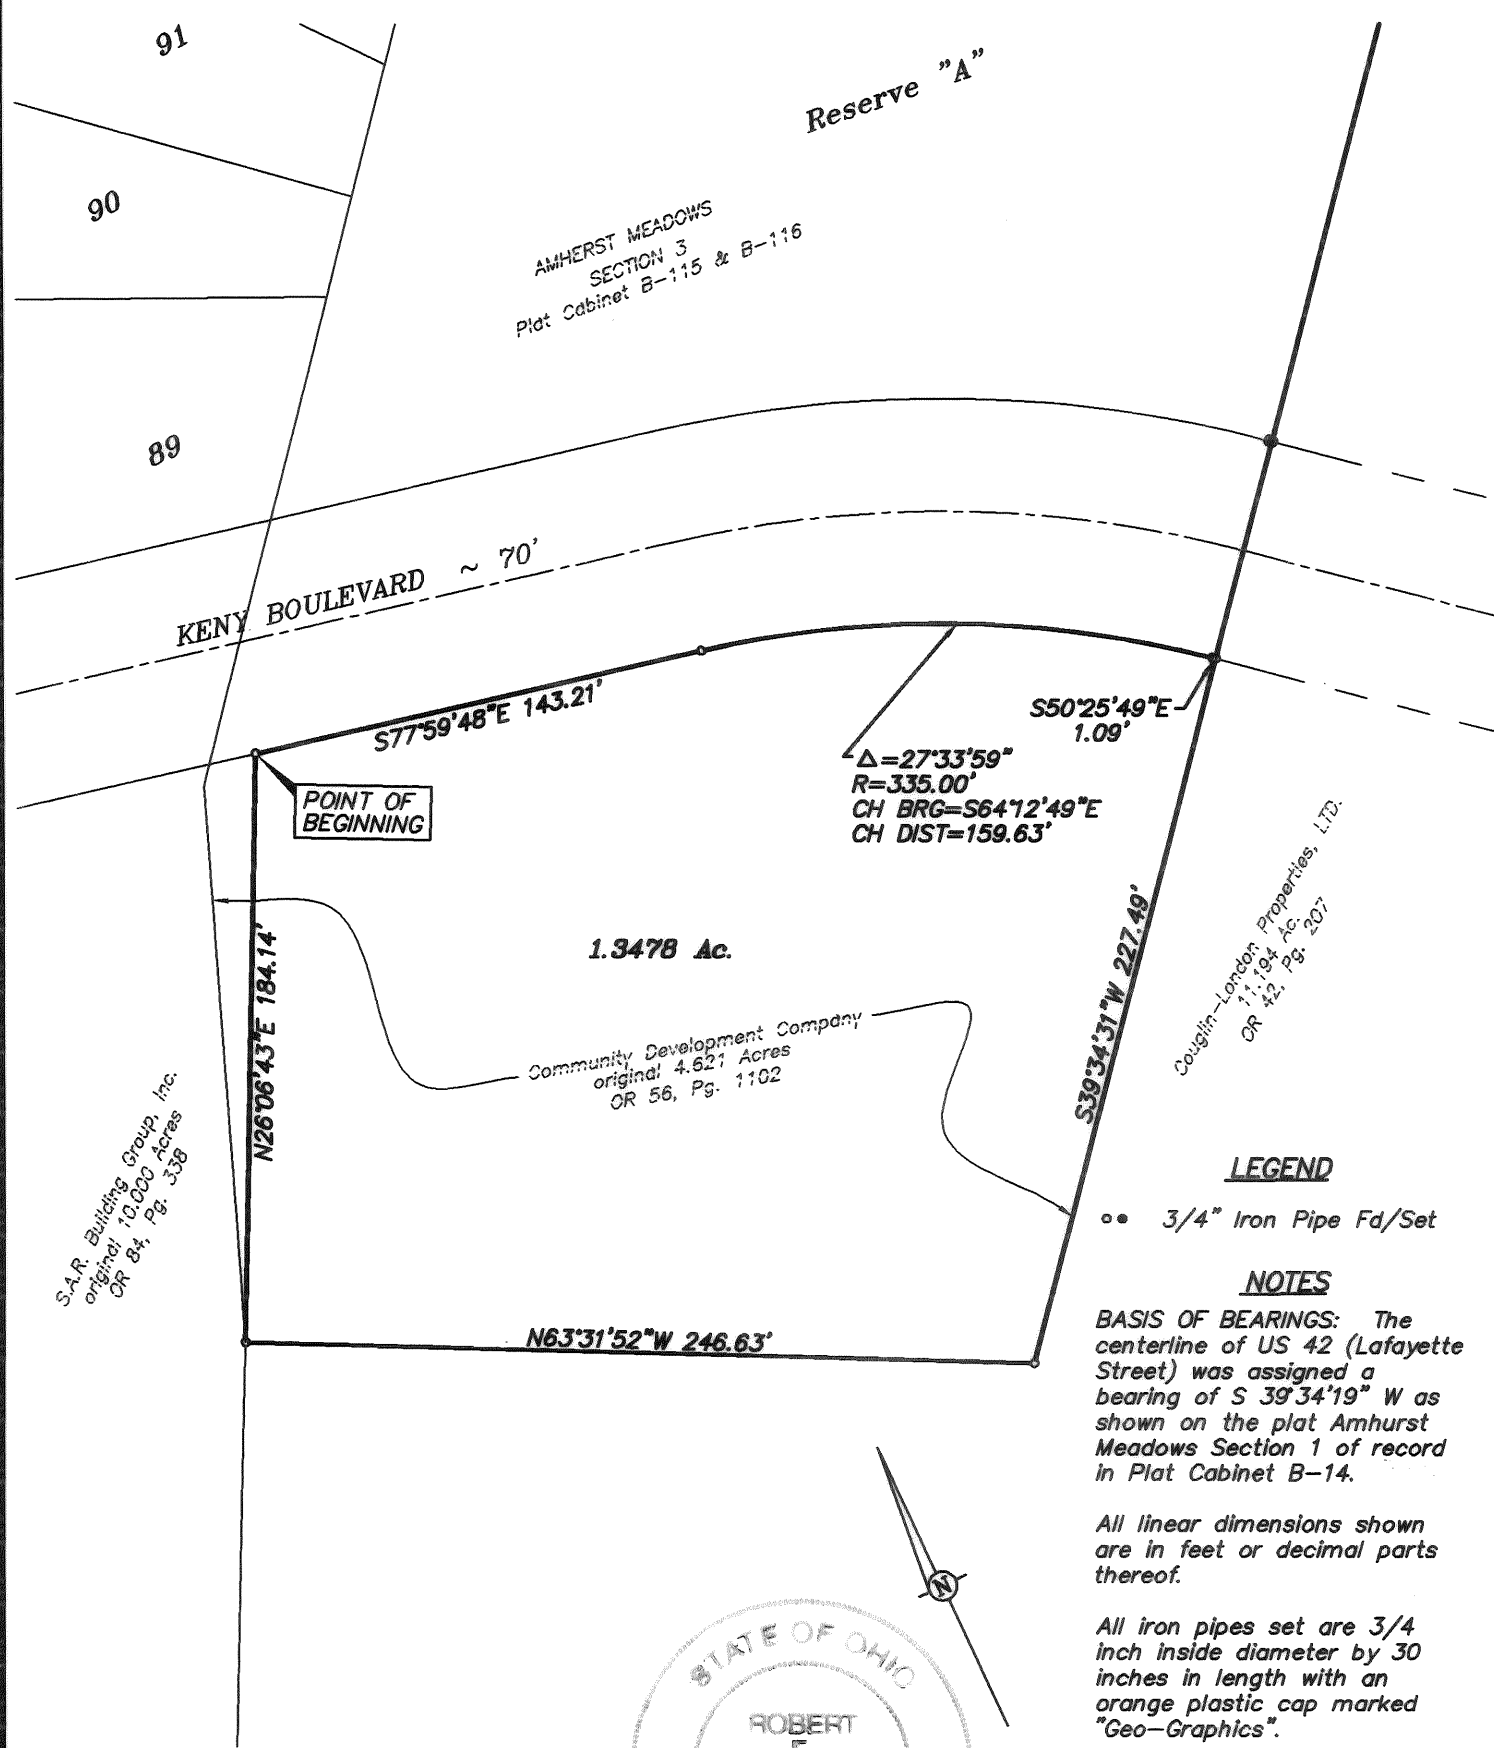 91
Reserve "A"
90
AMHERST MEADOWS
SECTION 3
Plat Cabinet B-115 & B-116
89
KENY BOULEVARD ~ 70'
S77°59'48"E 143.21'
S50°25'49"E
1.09'
Δ=27°33'59"
R=335.00'
CH BRG=S64°12'49"E
CH DIST=159.63'
POINT OF
BEGINNING
Couglin-London Properties, LTD.
11.194 Ac.
OR 42, Pg. 207
1.3478 Ac.
N26°06'43"E 184.14'
S39°34'31"W 227.49'
Community Development Company
original 4.621 Acres
OR 56, Pg. 1102
S.A.R. Building Group, Inc.
original 10.000 Acres
OR 84, Pg. 338
N63°31'52"W 246.63'
LEGEND
3/4" Iron Pipe Fd/Set
NOTES
BASIS OF BEARINGS: The
centerline of US 42 (Lafayette
Street) was assigned a
bearing of S 39°34'19" W as
shown on the plat Amhurst
Meadows Section 1 of record
in Plat Cabinet B-14.
All linear dimensions shown
are in feet or decimal parts
thereof.
All iron pipes set are 3/4
inch inside diameter by 30
inches in length with an
orange plastic cap marked
"Geo-Graphics".
N
STATE OF OHIO
ROBERT